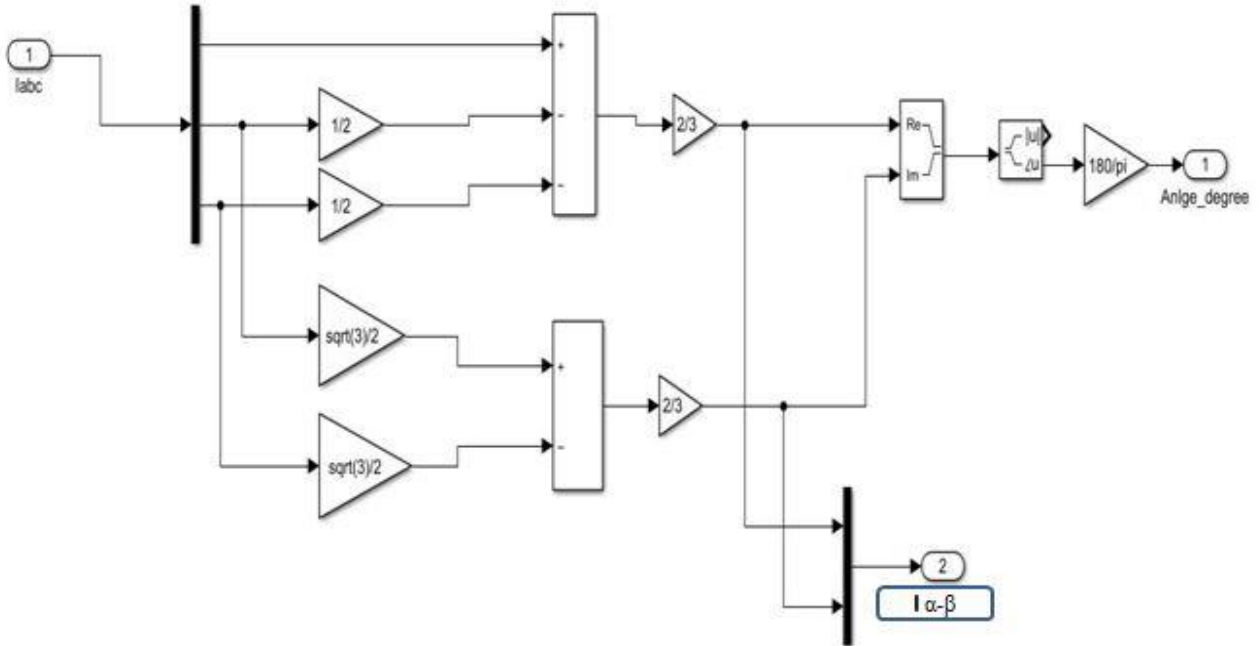 1
Iabc
+
−
−
1/2
1/2
2/3
Re
Im
|u|
∠u
180/pi
1
Anlge_degree
sqrt(3)/2
sqrt(3)/2
+
−
2/3
2
I α-β